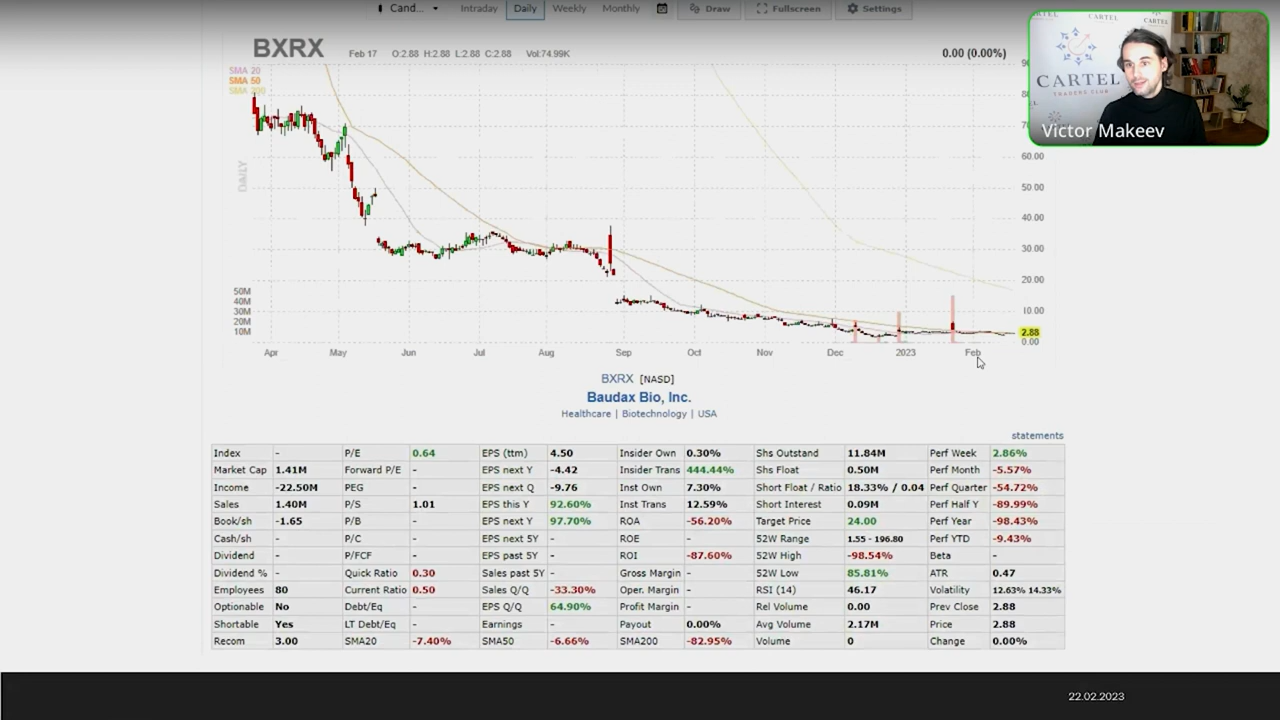 Cand...
Intraday
Daily
Weekly
Monthly
Draw
Fullscreen
Settings
BXRX
Feb 17 O:2.88 H:2.88 L:2.88 C:2.88 Vol:74.99K
0.00 (0.00%)
SMA 20
SMA 50
SMA 200
DAILY
60.00
50.00
40.00
30.00
20.00
10.00
2.88
0.00
50M
40M
30M
20M
10M
Apr May Jun Jul Aug Sep Oct Nov Dec 2023 Feb
CARTEL
TRADERS CLUB
Victor Makeev
BXRX [NASD]
Baudax Bio, Inc.
Healthcare | Biotechnology | USA
statements
Index - P/E 0.64 EPS (ttm) 4.50 Insider Own 0.30% Shs Outstand 11.84M Perf Week 2.86%
Market Cap 1.41M Forward P/E - EPS next Y -4.42 Insider Trans 444.44% Shs Float 0.50M Perf Month -5.57%
Income -22.50M PEG - EPS next Q -9.76 Inst Own 7.30% Short Float / Ratio 18.33% / 0.04 Perf Quarter -54.72%
Sales 1.40M P/S 1.01 EPS this Y 92.60% Inst Trans 12.59% Short Interest 0.09M Perf Half Y -89.99%
Book/sh -1.65 P/B - EPS next Y 97.70% ROA -56.20% Target Price 24.00 Perf Year -98.43%
Cash/sh - P/C - EPS next 5Y - ROE - 52W Range 1.55 - 196.80 Perf YTD -9.43%
Dividend - P/FCF - EPS past 5Y - ROI -87.60% 52W High -98.54% Beta -
Dividend % - Quick Ratio 0.30 Sales past 5Y - Gross Margin - 52W Low 85.81% ATR 0.47
Employees 80 Current Ratio 0.50 Sales Q/Q -33.30% Oper. Margin - RSI (14) 46.17 Volatility 12.63% 14.33%
Optionable No Debt/Eq - EPS Q/Q 64.90% Profit Margin - Rel Volume 0.00 Prev Close 2.88
Shortable Yes LT Debt/Eq - Earnings - Payout 0.00% Avg Volume 2.17M Price 2.88
Recom 3.00 SMA20 -7.40% SMA50 -6.66% SMA200 -82.95% Volume 0 Change 0.00%
22.02.2023